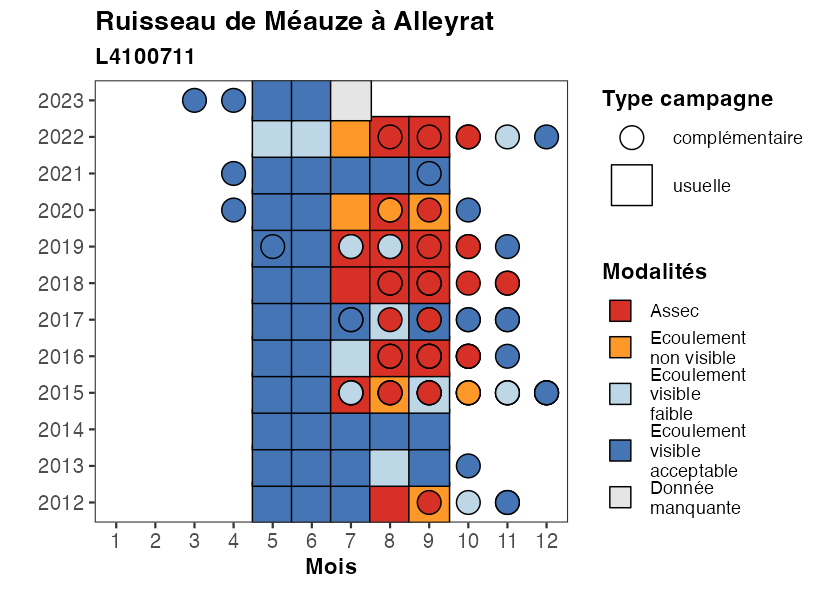 Ruisseau de Méauze à Alleyrat
L4100711
2023
2022
2021
2020
2019
2018
2017
2016
2015
2014
2013
2012
1 2 3 4 5 6 7 8 9 10 11 12
Mois
Type campagne
complémentaire
usuelle
Modalités
Assec
Ecoulement
non visible
Ecoulement
visible
faible
Ecoulement
visible
acceptable
Donnée
manquante